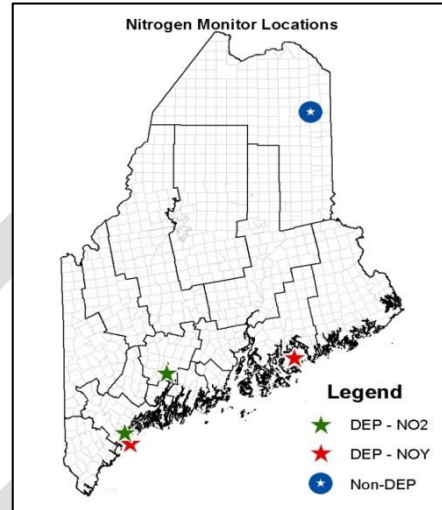 Nitrogen Monitor Locations
Legend
DEP - NO2
DEP - NOY
Non-DEP